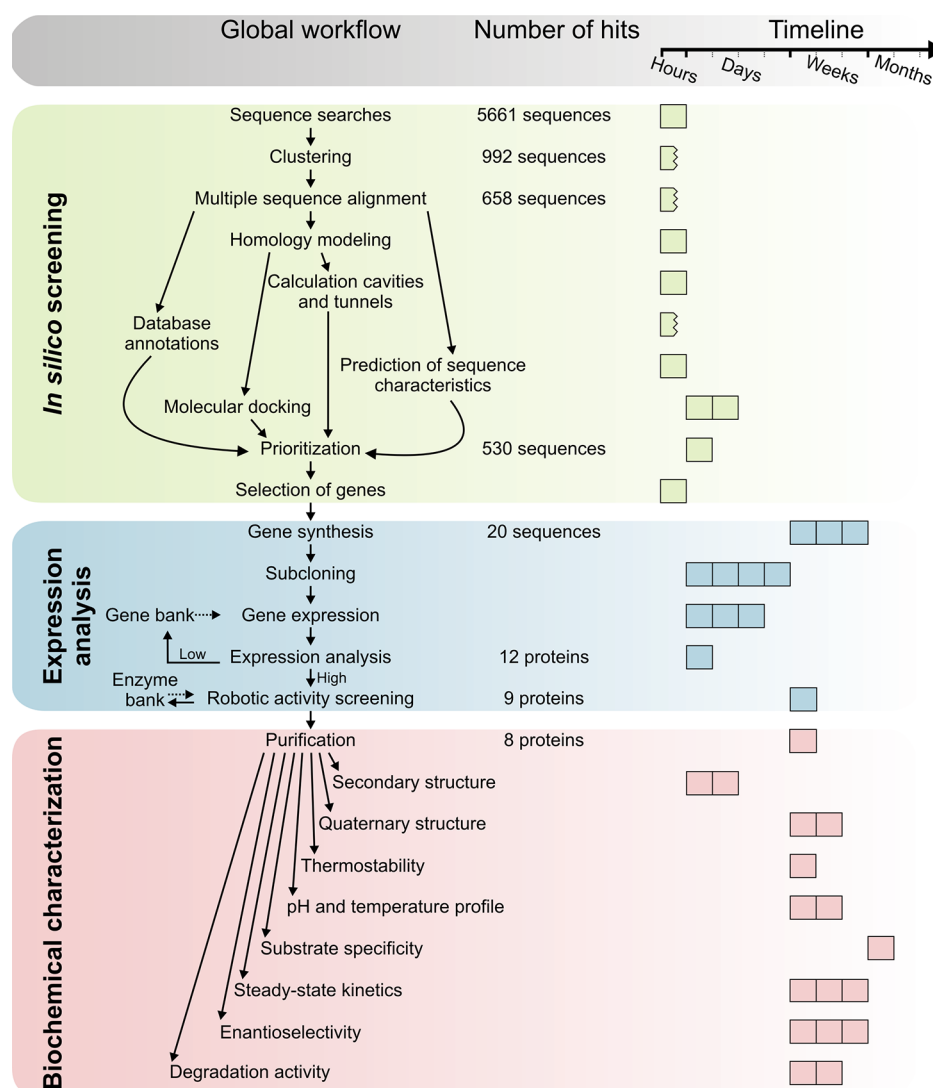 Global workflow
Number of hits
Timeline
Hours
Days
Weeks
Months
In silico screening
Sequence searches
5661 sequences
Clustering
992 sequences
Multiple sequence alignment
658 sequences
Homology modeling
Calculation cavities
and tunnels
Database
annotations
Prediction of sequence
characteristics
Molecular docking
Prioritization
530 sequences
Selection of genes
Expression
analysis
Gene synthesis
20 sequences
Subcloning
Gene bank
Gene expression
Low
Expression analysis
12 proteins
High
Enzyme
bank
Robotic activity screening
9 proteins
Biochemical characterization
Purification
8 proteins
Secondary structure
Quaternary structure
Thermostability
pH and temperature profile
Substrate specificity
Steady-state kinetics
Enantioselectivity
Degradation activity